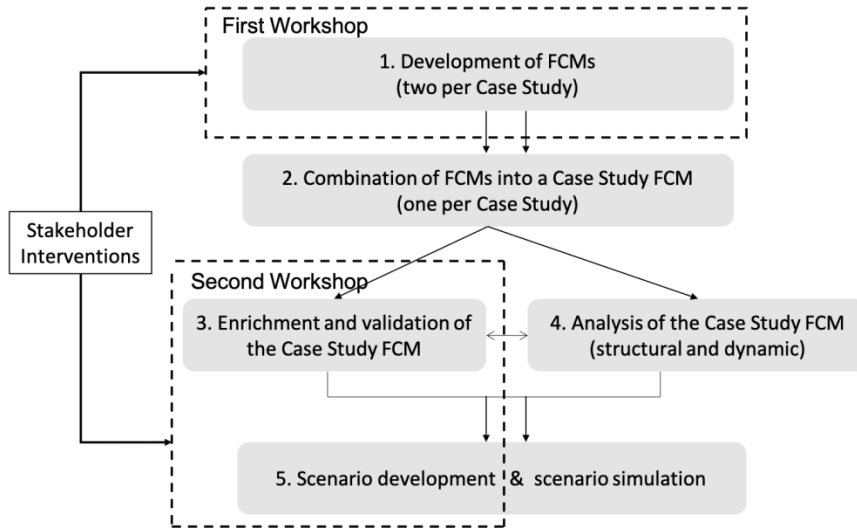 First Workshop
1. Development of FCMs
(two per Case Study)
2. Combination of FCMs into a Case Study FCM
(one per Case Study)
Stakeholder
Interventions
Second Workshop
3. Enrichment and validation of
the Case Study FCM
4. Analysis of the Case Study FCM
(structural and dynamic)
5. Scenario development & scenario simulation